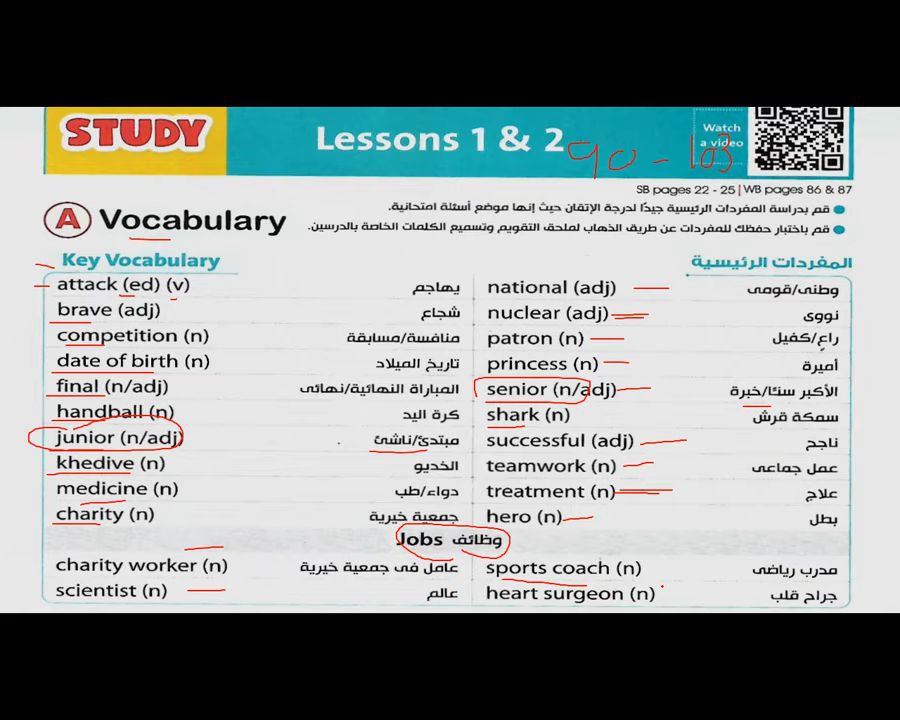 STUDY
Lessons 1 & 2
90 - 103
Watch
a video
SB pages 22 - 25 | WB pages 86 & 87
A Vocabulary
قم بدراسة المفردات الرئيسية جيدًا لدرجة الإتقان حيث إنها موضع أسئلة امتحانية.
قم باختبار حفظك للمفردات عن طريق الذهاب لملحق التقويم وتسميع الكلمات الخاصة بالدرسين.
Key Vocabulary المفردات الرئيسية
attack (ed) (v) يهاجم
brave (adj) شجاع
competition (n) منافسة/مسابقة
date of birth (n) تاريخ الميلاد
final (n/adj) المباراة النهائية/نهائى
handball (n) كرة اليد
junior (n/adj) مبتدئ/ناشئ
khedive (n) الخديو
medicine (n) دواء/طب
charity (n) جمعية خيرية
national (adj) وطنى/قومى
nuclear (adj) نووى
patron (n) راعٍ/كفيل
princess (n) أميرة
senior (n/adj) الأكبر سنًا/خبرة
shark (n) سمكة قرش
successful (adj) ناجح
teamwork (n) عمل جماعى
treatment (n) علاج
hero (n) بطل
Jobs وظائف
charity worker (n) عامل فى جمعية خيرية
scientist (n) عالم
sports coach (n) مدرب رياضى
heart surgeon (n) جراح قلب